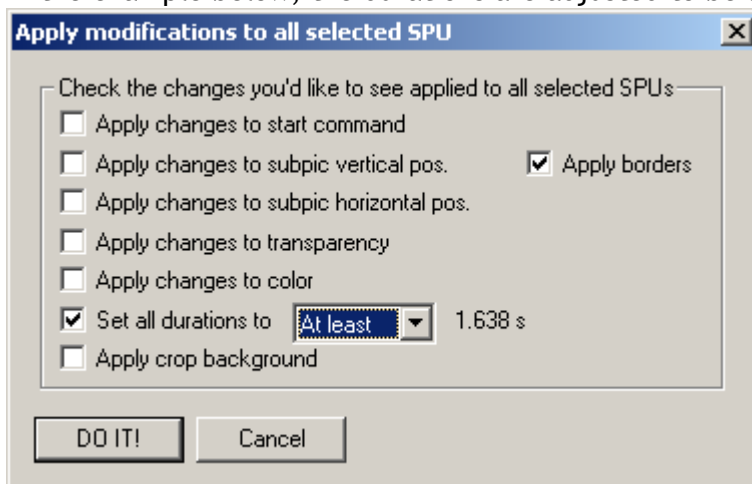 Apply modifications to all selected SPU
Check the changes you'd like to see applied to all selected SPUs
Apply changes to start command
Apply changes to subpic vertical pos. Apply borders
Apply changes to subpic horizontal pos.
Apply changes to transparency
Apply changes to color
Set all durations to At least 1.638 s
Apply crop background
DO IT! Cancel